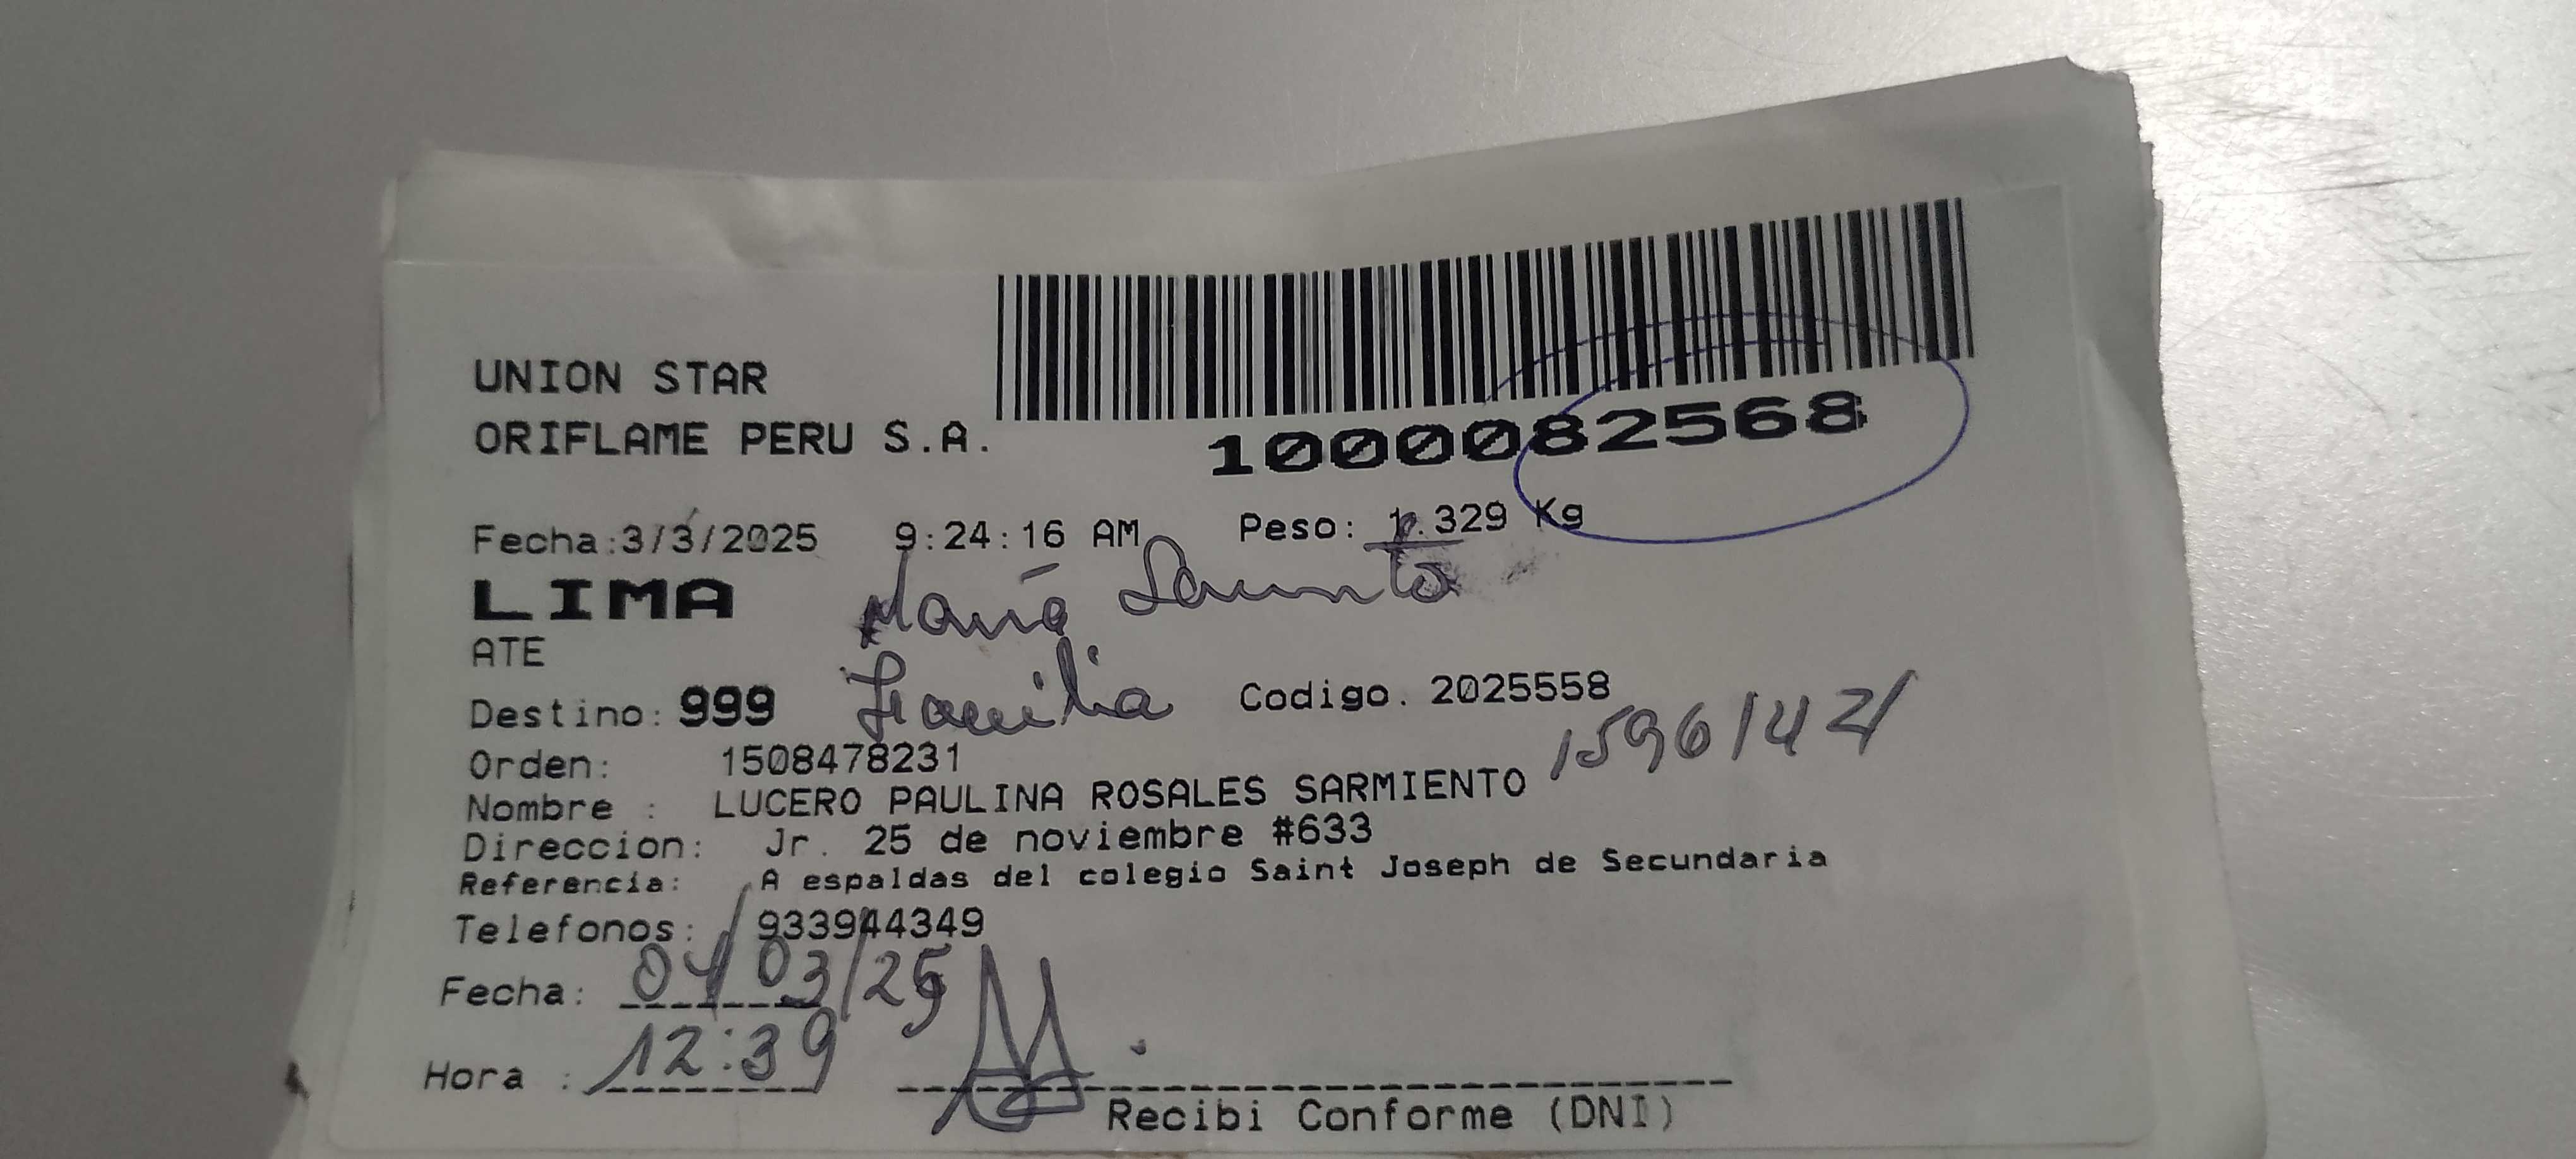 UNION STAR
ORIFLAME PERU S.A.
1000082568
Fecha:3/3/2025 9:24:16 AM Peso: 1.329 Kg
LIMA
María
ATE
Familia
Destino: 999 Codigo. 2025558
Orden: 1508478231
Nombre : LUCERO PAULINA ROSALES SARMIENTO
Direccion: Jr. 25 de noviembre #633
Referencia: A espaldas del colegio Saint Joseph de Secundaria
Telefonos: 933944349
Fecha: 04/03/25
Hora : 12:39
Recibi Conforme (DNI)